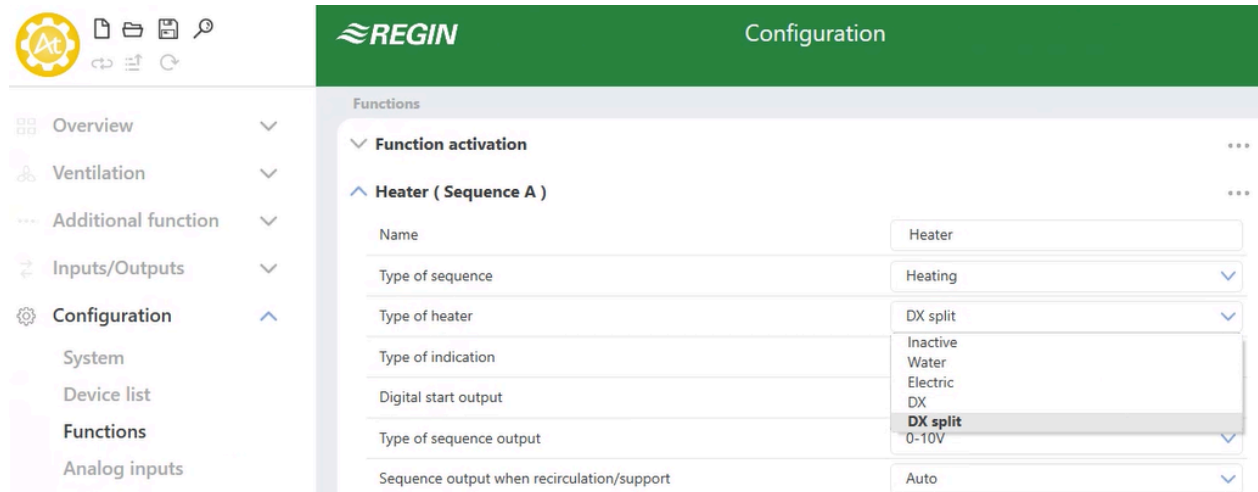 At
REGIN
Configuration
Overview
Ventilation
Additional function
Inputs/Outputs
Configuration
System
Device list
Functions
Analog inputs
Functions
Function activation
Heater ( Sequence A )
Name Heater
Type of sequence Heating
Type of heater DX split
Inactive
Type of indication
Water
Electric
Digital start output
DX
DX split
Type of sequence output 0-10V
Sequence output when recirculation/support Auto